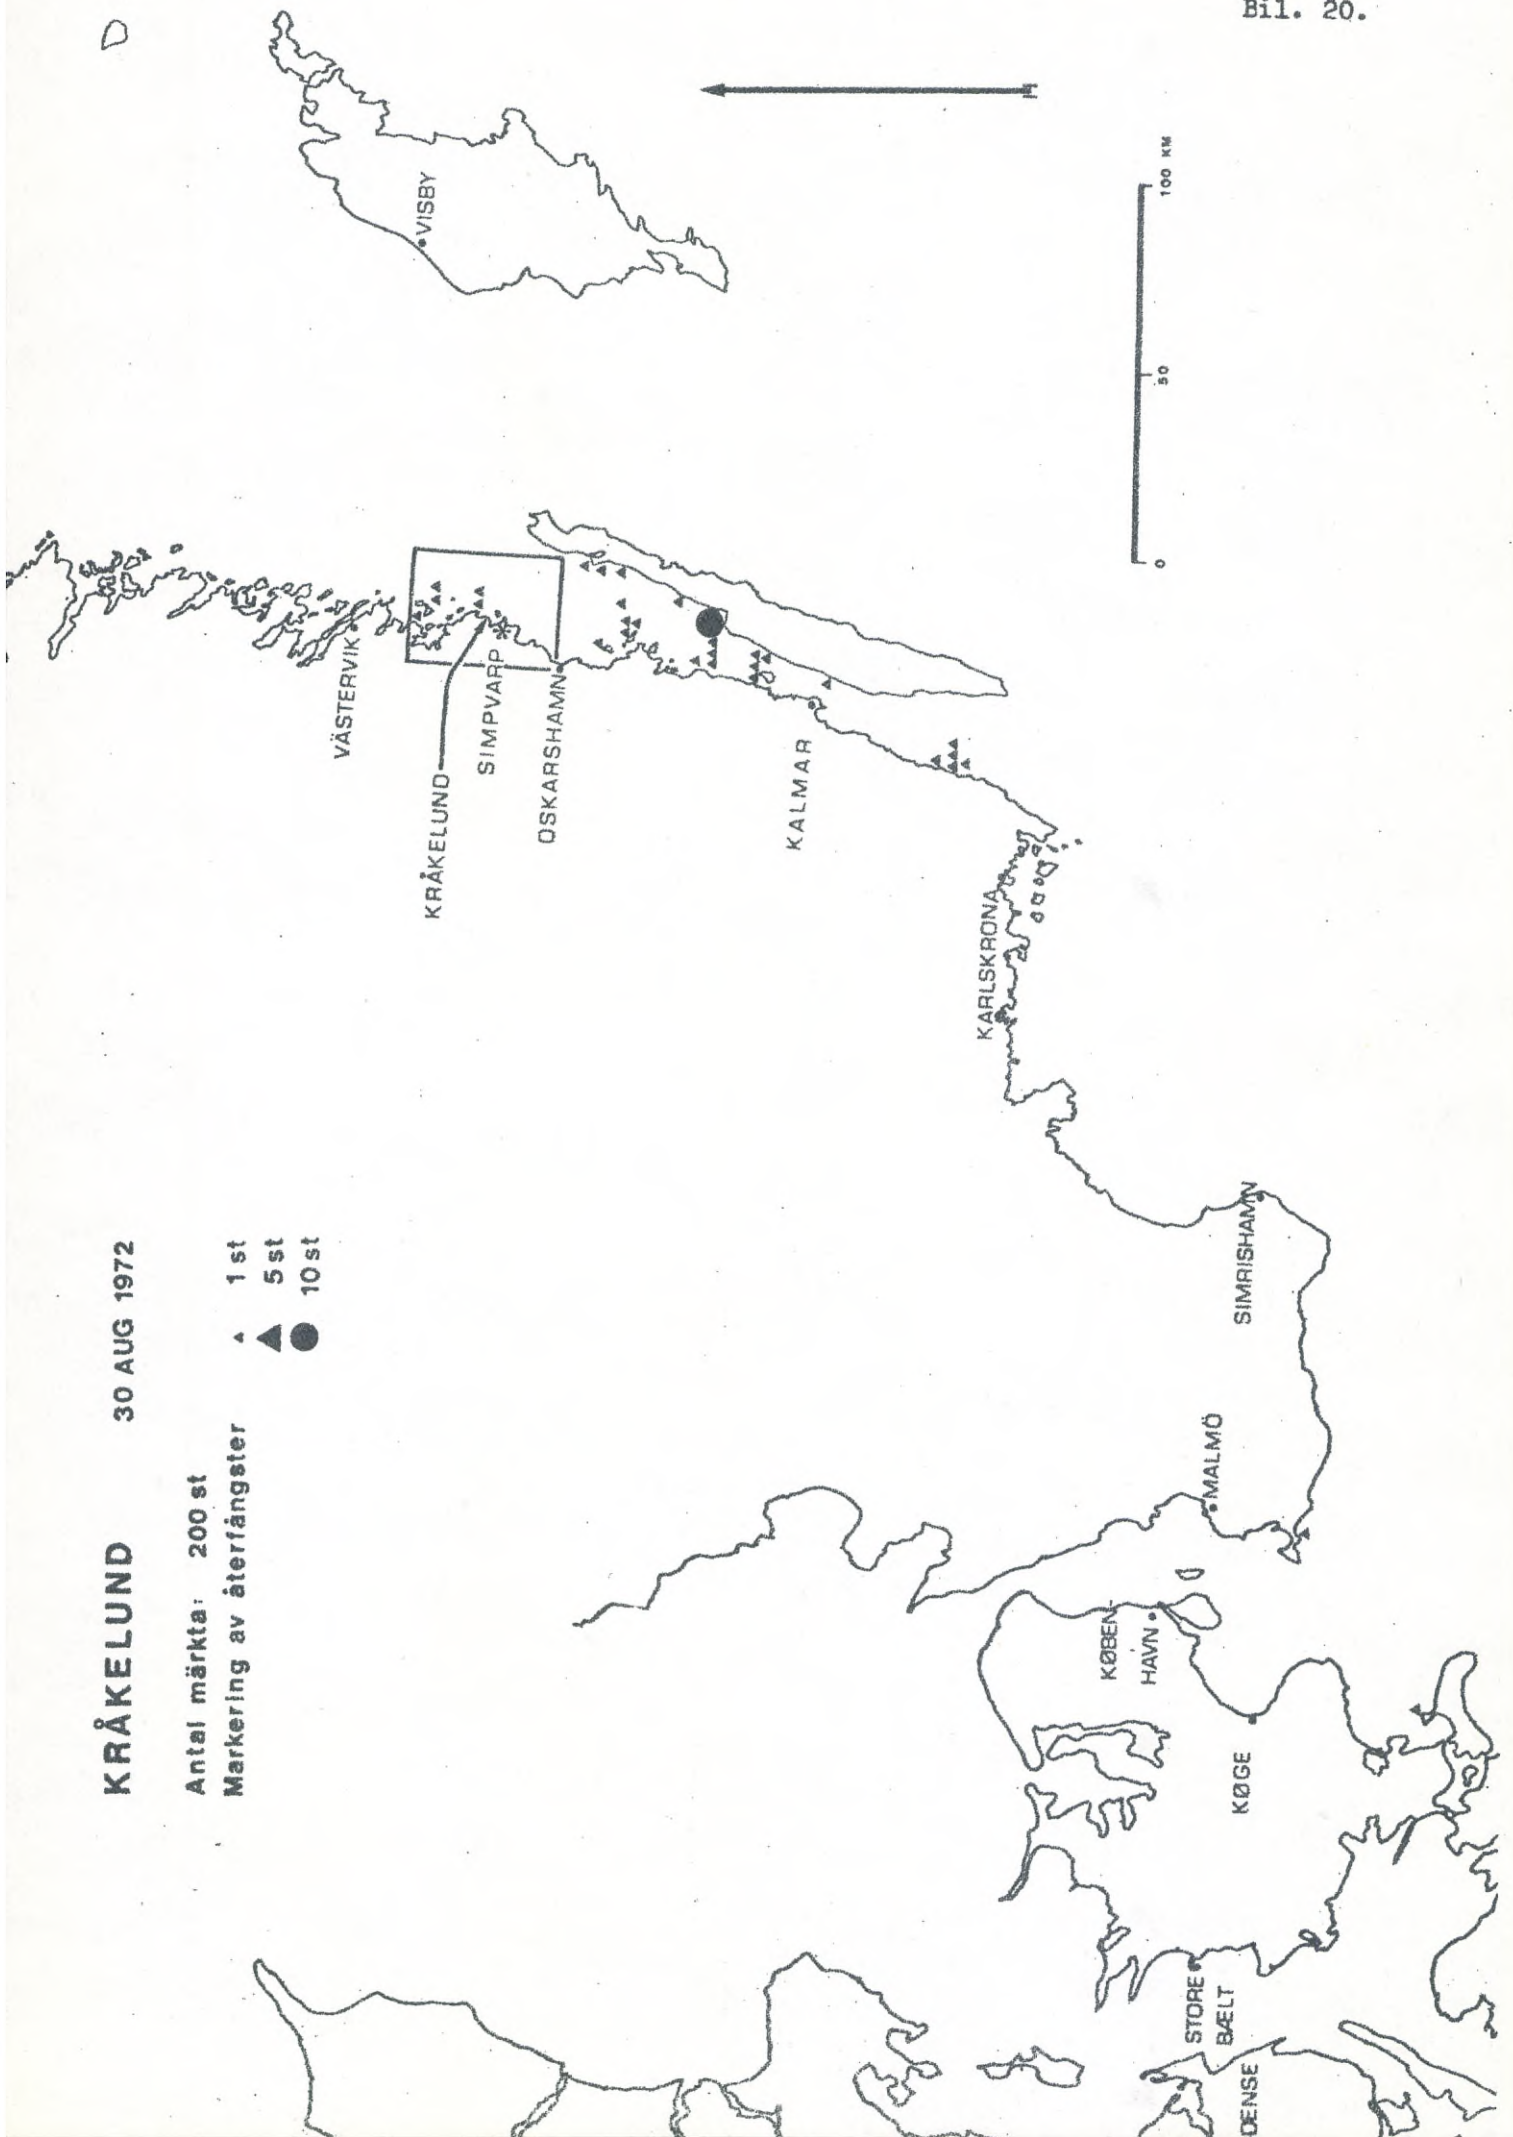 Bil. 20.
KRÅKELUND 30 AUG 1972
Antal märkta: 200 st
Markering av återfångster
1 st
5 st
10 st
VISBY
VÄSTERVIK
KRÅKELUND
SIMPVARP
OSKARSHAMN
KALMAR
KARLSKRONA
SIMRISHAMN
MALMÖ
KØBEN-
HAVN
KØGE
STORE
BÆLT
DENSE
0
50
100 KM